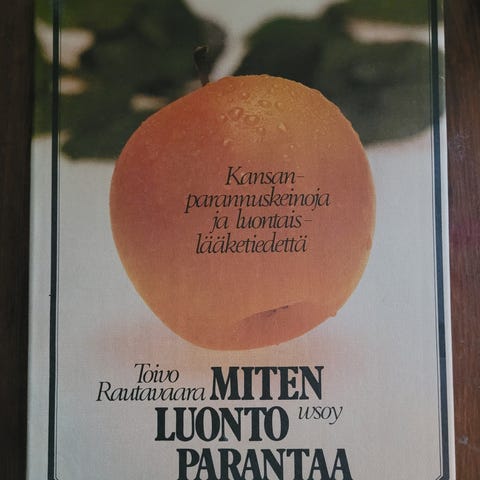 Kansan-
parannuskeinoja
ja luontais-
lääketiedettä
Toivo
Rautavaara MITEN
LUONTO wsoy
PARANTAA